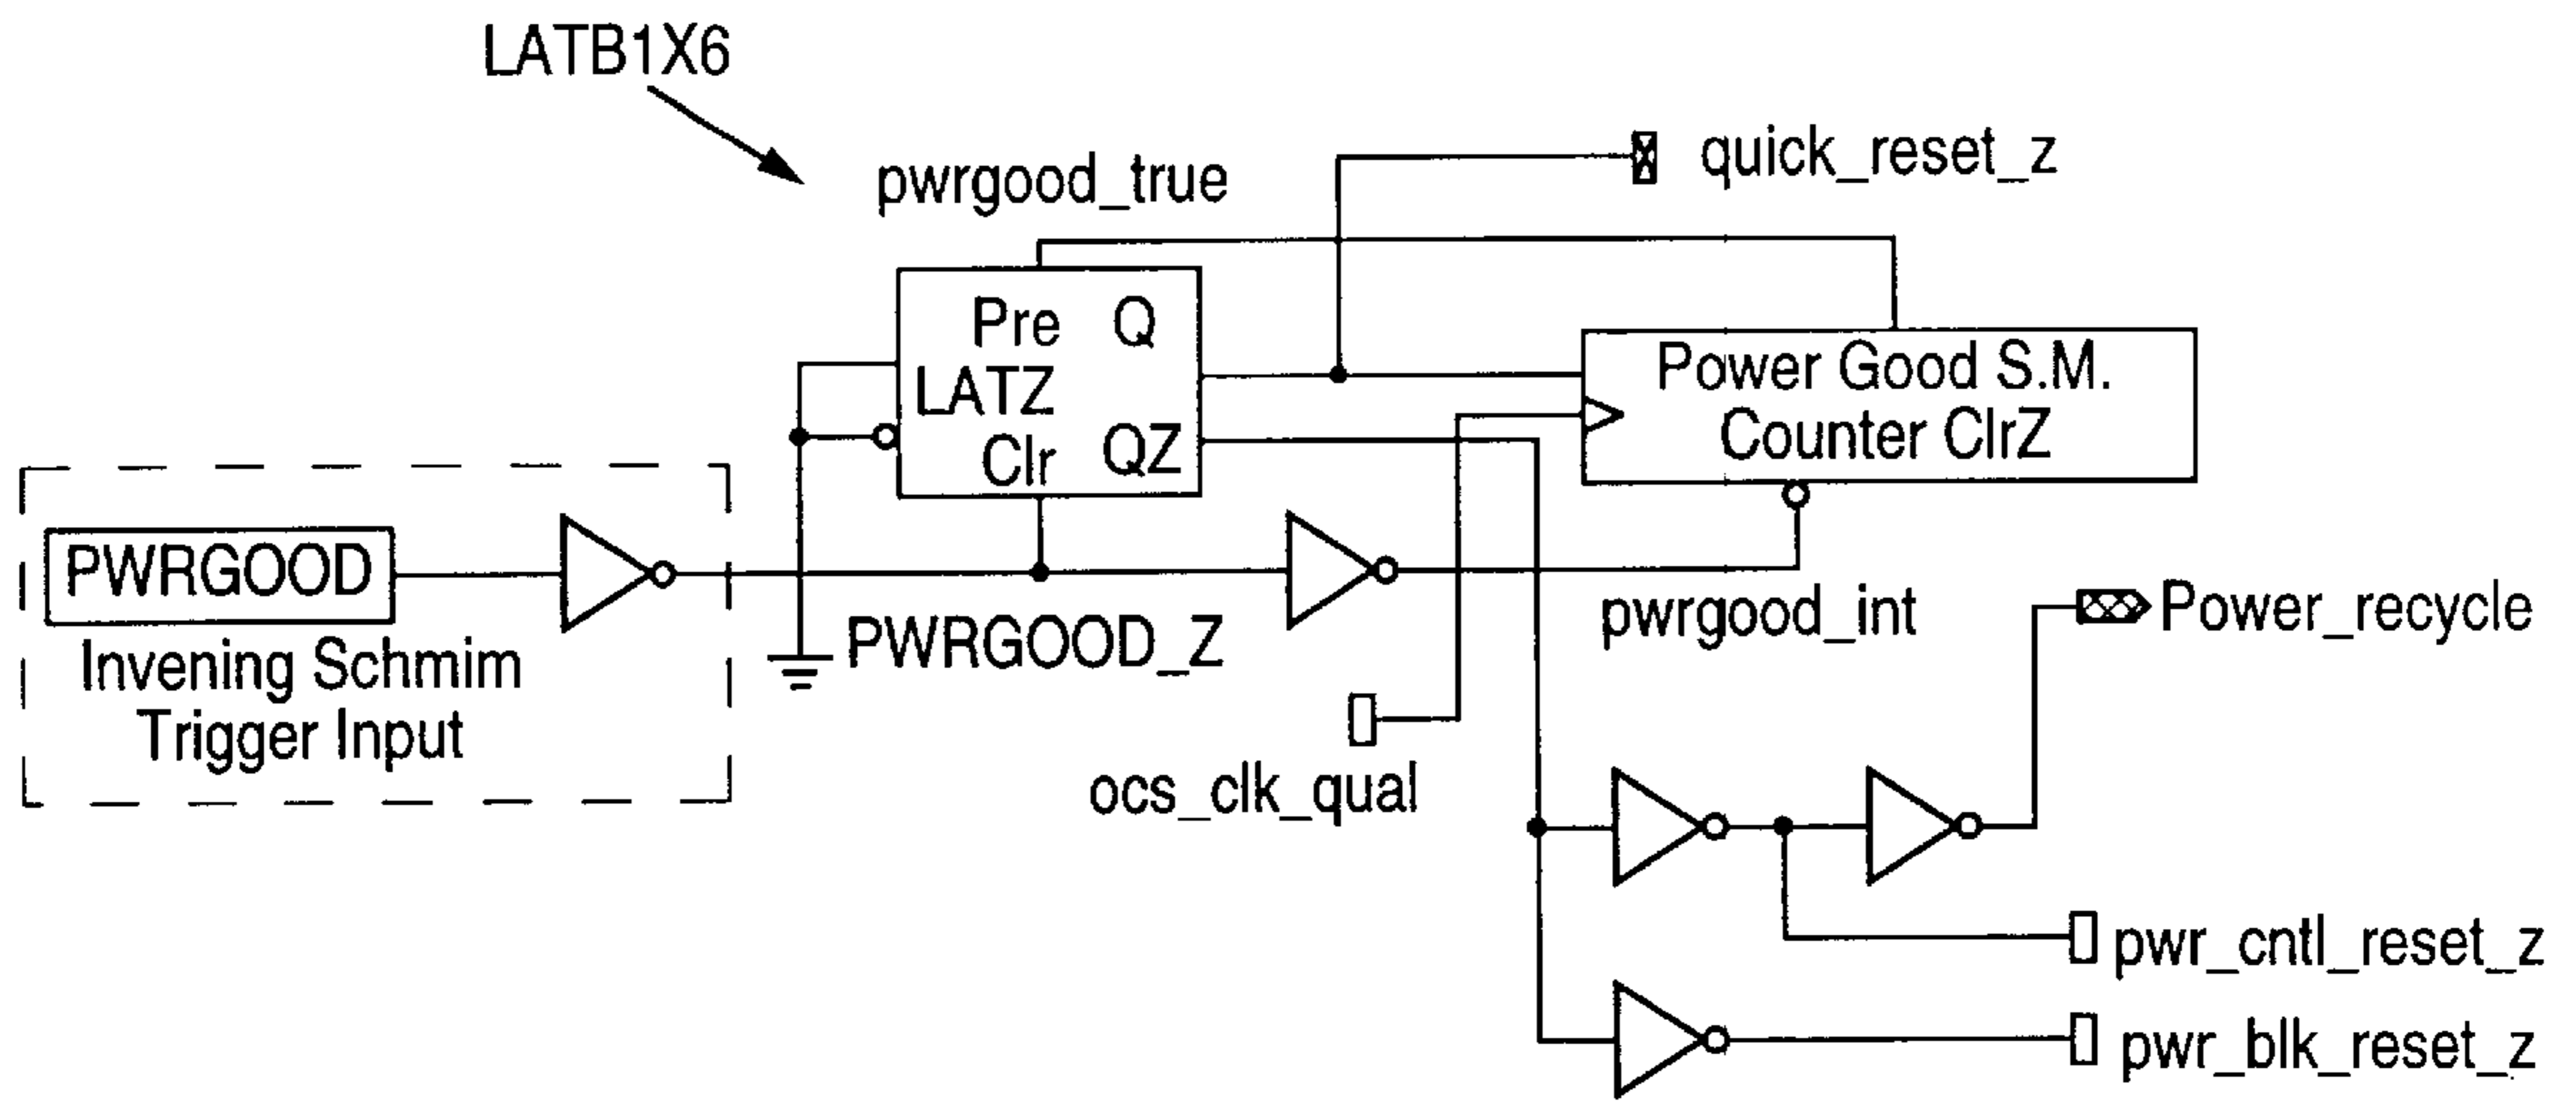 LATB1X6
pwrgood_true
quick_reset_z
Pre Q
LATZ
Clr QZ
Power Good S.M.
Counter ClrZ
PWRGOOD
Invening Schmim
Trigger Input
PWRGOOD_Z
pwrgood_int
Power_recycle
ocs_clk_qual
pwr_cntl_reset_z
pwr_blk_reset_z